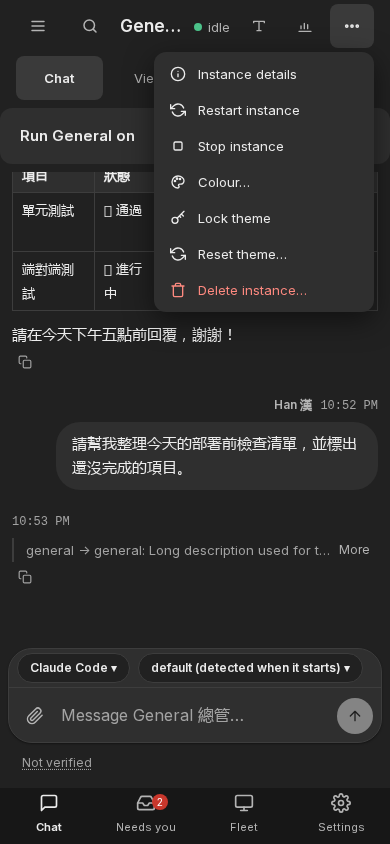 Gene… idle
Chat
Vie
Instance details
Restart instance
Stop instance
Colour…
Lock theme
Reset theme…
Delete instance…
Run General on
項目 狀態
單元測試 通過
端對端測試 進行中
請在今天下午五點前回覆，謝謝！
Han 漢 10:52 PM
請幫我整理今天的部署前檢查清單，並標出
還沒完成的項目。
10:53 PM
general → general: Long description used for t… More
Claude Code ▾ default (detected when it starts) ▾
Message General 總管…
Not verified
2
Chat Needs you Fleet Settings